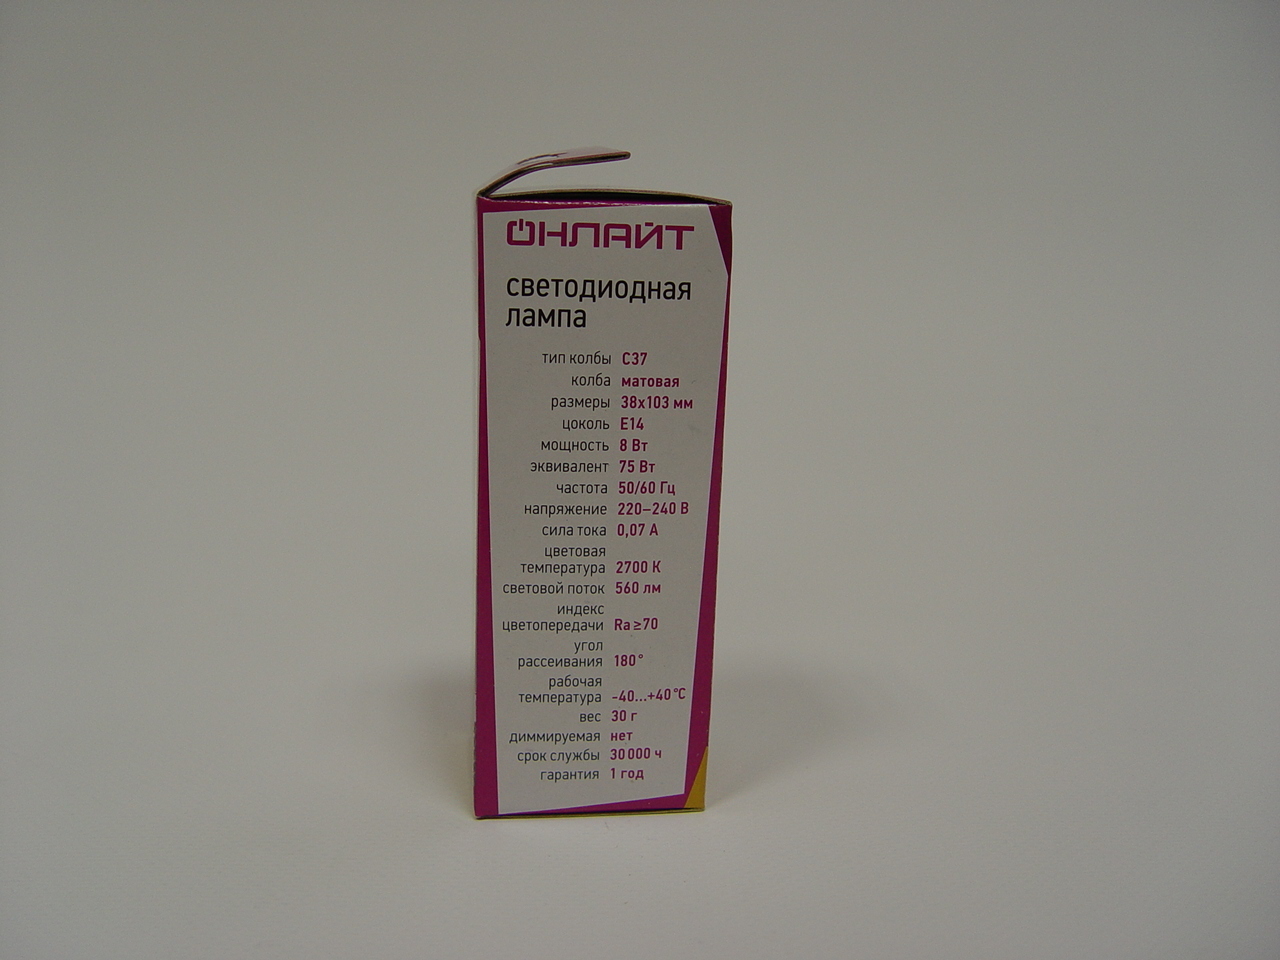 ОНЛАЙТ
светодиодная
лампа
тип колбы C37
колба матовая
размеры 38x103 мм
цоколь E14
мощность 8 Вт
эквивалент 75 Вт
частота 50/60 Гц
напряжение 220–240 В
сила тока 0,07 А
цветовая
температура 2700 К
световой поток 560 лм
индекс
цветопередачи Ra≥70
угол
рассеивания 180°
рабочая
температура -40...+40°C
вес 30 г
диммируемая нет
срок службы 30 000 ч
гарантия 1 год